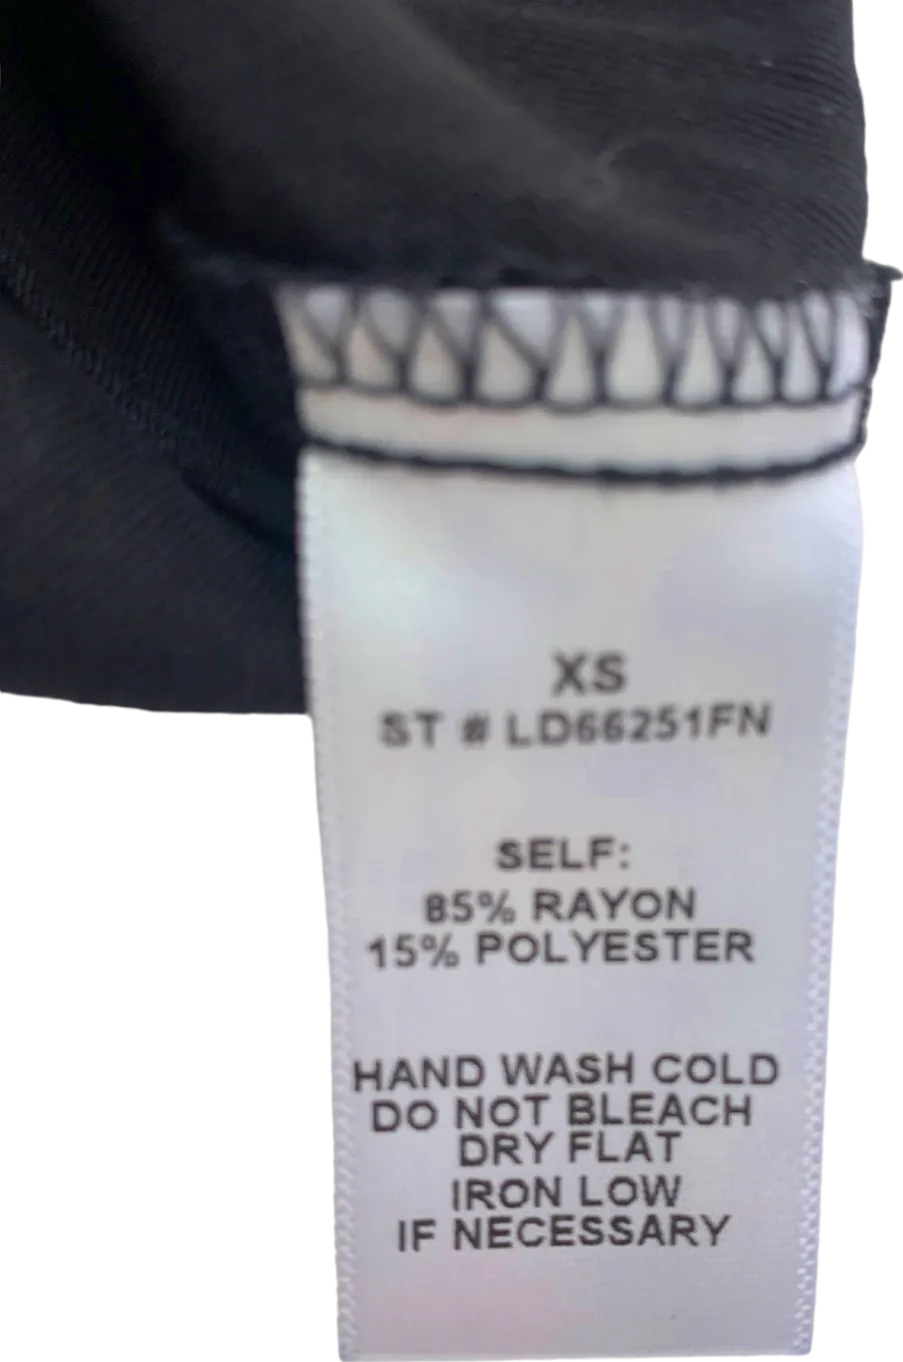 XS
ST # LD66251FN
SELF:
85% RAYON
15% POLYESTER
HAND WASH COLD
DO NOT BLEACH
DRY FLAT
IRON LOW
IF NECESSARY